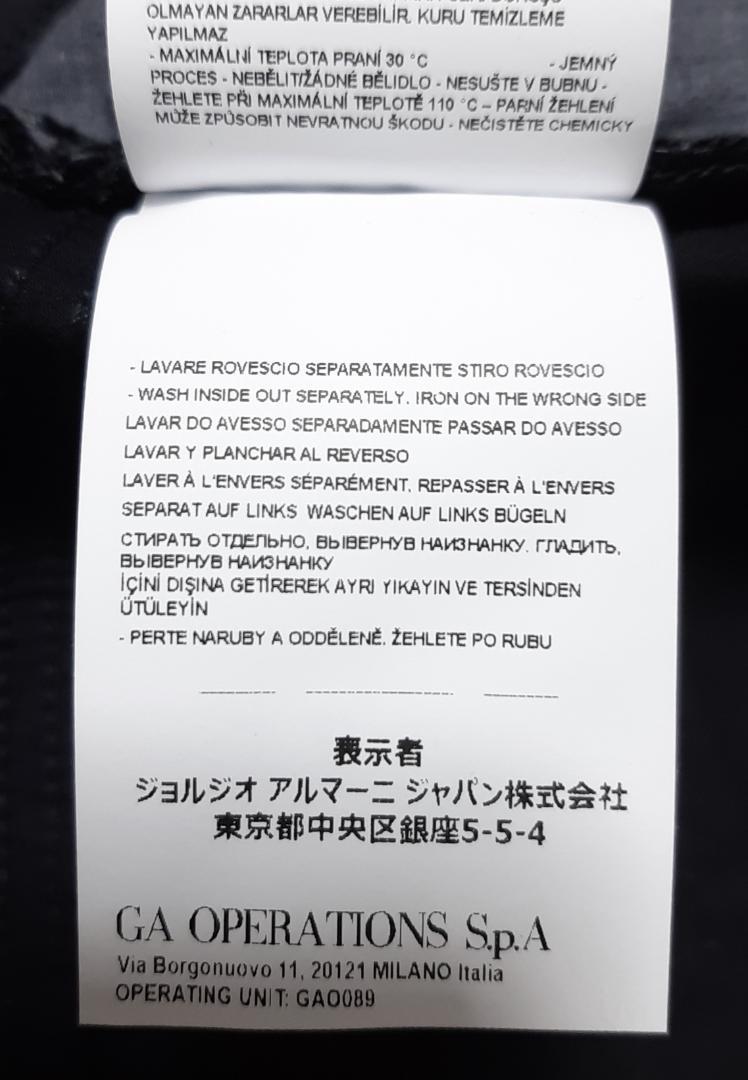 OLMAYAN ZARARLAR VEREBİLİR. KURU TEMİZLEME
YAPILMAZ
- MAXIMÁLNÍ TEPLOTA PRANÍ 30 °C - JEMNÝ
PROCES - NEBĚLIT/ŽÁDNÉ BĚLIDLO - NESUŠTE V BUBNU -
ŽEHLETE PŘI MAXIMÁLNÍ TEPLOTĚ 110 °C – PARNÍ ŽEHLENÍ
MŮŽE ZPŮSOBIT NEVRATNOU ŠKODU - NEČISTĚTE CHEMICKY
- LAVARE ROVESCIO SEPARATAMENTE STIRO ROVESCIO
- WASH INSIDE OUT SEPARATELY. IRON ON THE WRONG SIDE
LAVAR DO AVESSO SEPARADAMENTE PASSAR DO AVESSO
LAVAR Y PLANCHAR AL REVERSO
LAVER À L'ENVERS SÉPARÉMENT. REPASSER À L'ENVERS
SEPARAT AUF LINKS WASCHEN AUF LINKS BÜGELN
СТИРАТЬ ОТДЕЛЬНО, ВЫВЕРНУВ НАИЗНАНКУ. ГЛАДИТЬ,
ВЫВЕРНУВ НАИЗНАНКУ
İÇİNİ DIŞINA GETİREREK AYRI YIKAYIN VE TERSİNDEN
ÜTÜLEYİN
- PERTE NARUBY A ODDĚLENĚ. ŽEHLETE PO RUBU
表示者
ジョルジオ アルマーニ ジャパン株式会社
東京都中央区銀座5-5-4
GA OPERATIONS S.p.A
Via Borgonuovo 11, 20121 MILANO Italia
OPERATING UNIT: GAO089